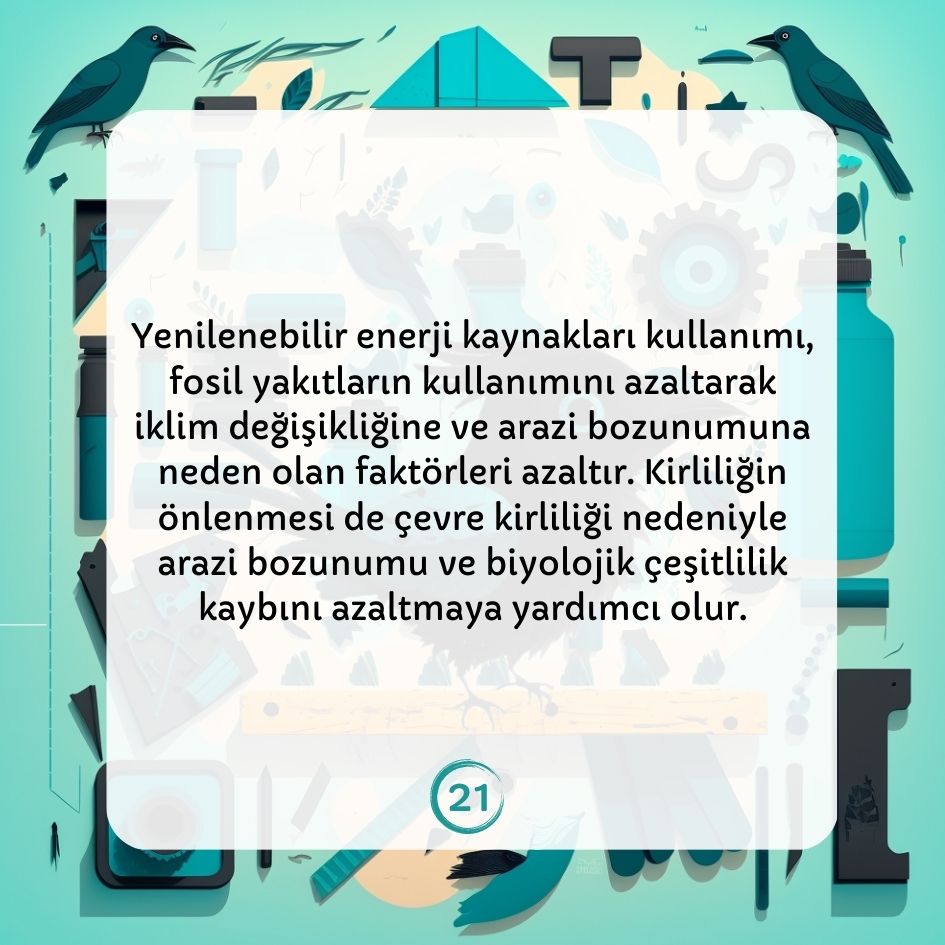 Yenilenebilir enerji kaynakları kullanımı,
fosil yakıtların kullanımını azaltarak
iklim değişikliğine ve arazi bozunumuna
neden olan faktörleri azaltır. Kirliliğin
önlenmesi de çevre kirliliği nedeniyle
arazi bozunumu ve biyolojik çeşitlilik
kaybını azaltmaya yardımcı olur.
21